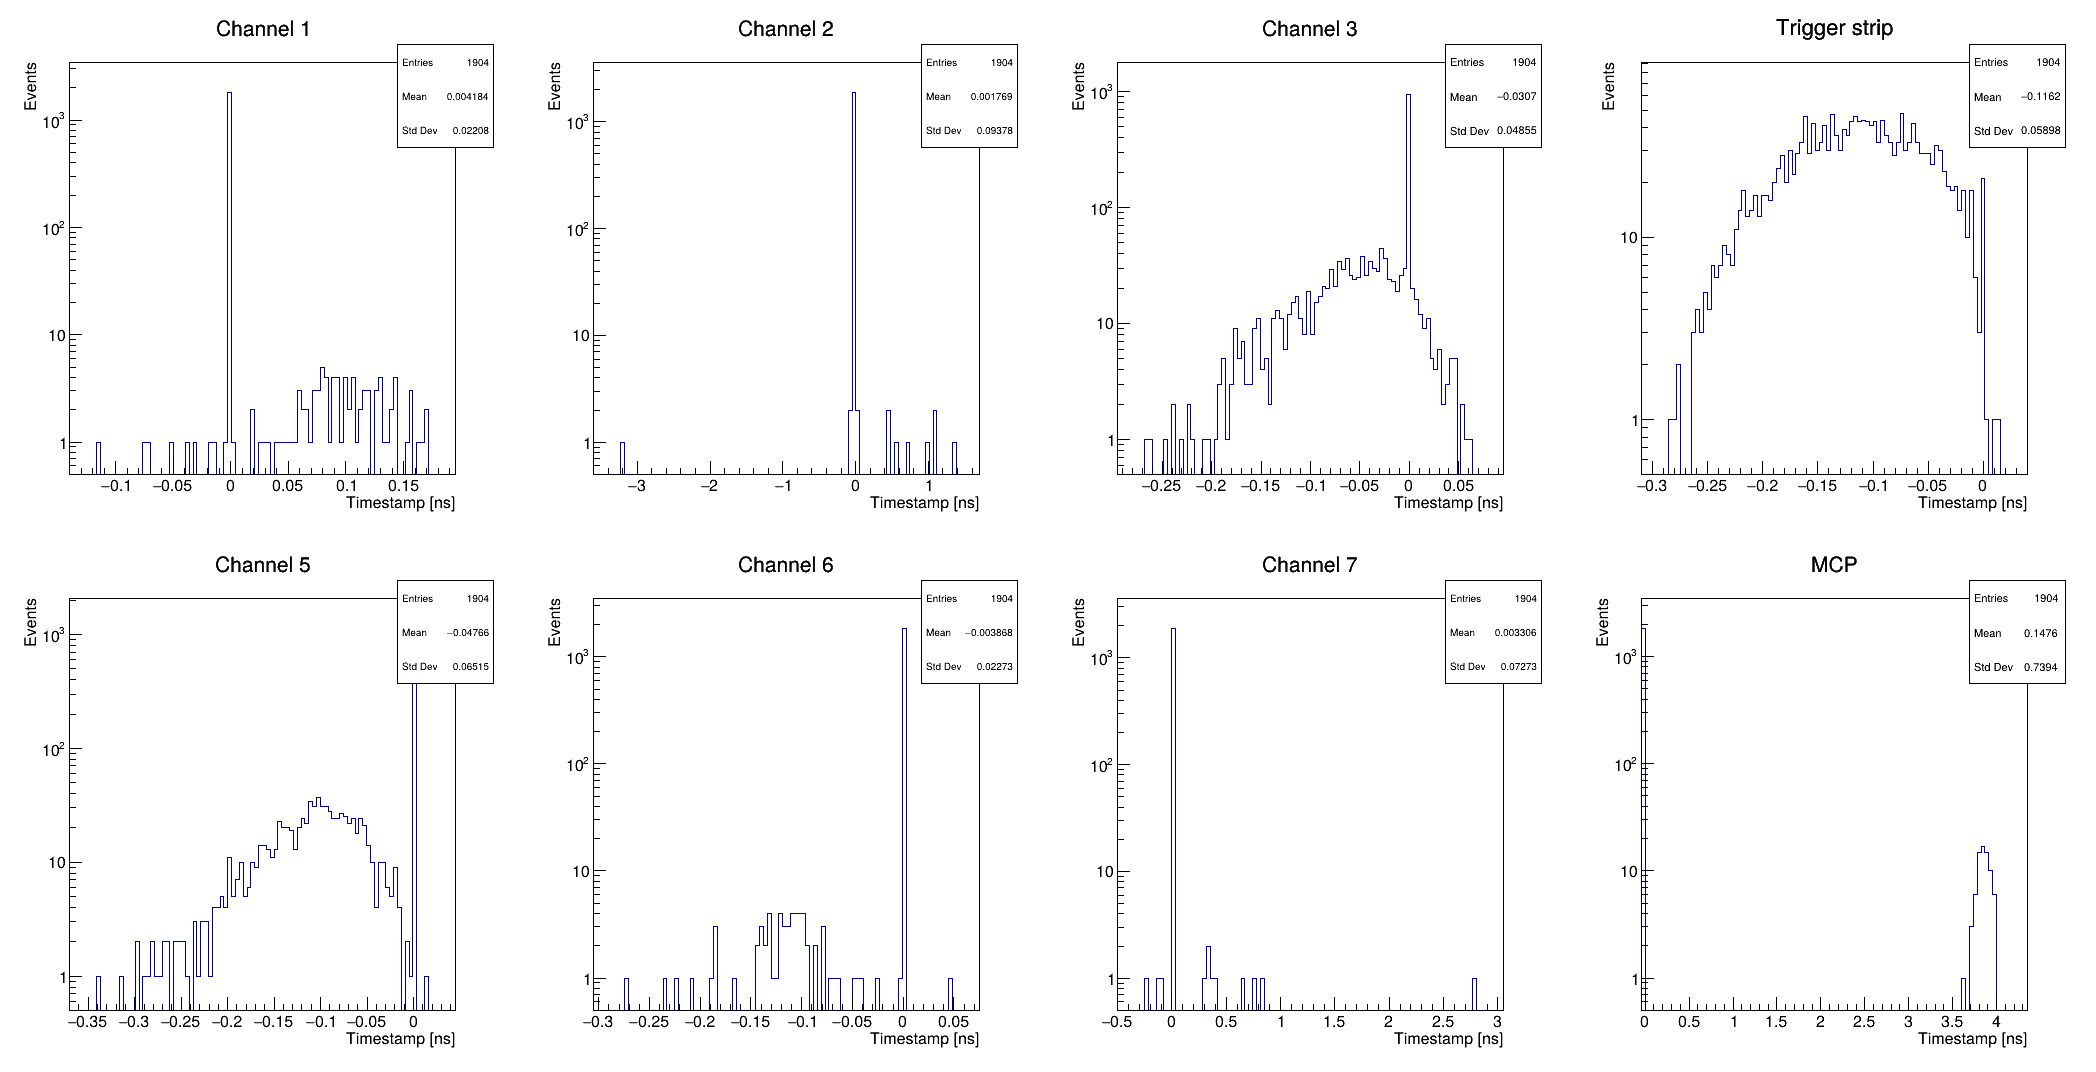 Channel 1
Events
Entries 1904
Mean 0.004184
Std Dev 0.02208
10³
10²
10
1
−0.1 −0.05 0 0.05 0.1 0.15
Timestamp [ns]
Channel 2
Events
Entries 1904
Mean 0.001769
Std Dev 0.09378
10³
10²
10
1
−3 −2 −1 0 1
Timestamp [ns]
Channel 3
Events
Entries 1904
Mean −0.0307
Std Dev 0.04855
10³
10²
10
1
−0.25 −0.2 −0.15 −0.1 −0.05 0 0.05
Timestamp [ns]
Trigger strip
Events
Entries 1904
Mean −0.1162
Std Dev 0.05898
10
1
−0.3 −0.25 −0.2 −0.15 −0.1 −0.05 0
Timestamp [ns]
Channel 5
Events
Entries 1904
Mean −0.04766
Std Dev 0.06515
10³
10²
10
1
−0.35 −0.3 −0.25 −0.2 −0.15 −0.1 −0.05 0
Timestamp [ns]
Channel 6
Events
Entries 1904
Mean −0.003868
Std Dev 0.02273
10³
10²
10
1
−0.3 −0.25 −0.2 −0.15 −0.1 −0.05 0 0.05
Timestamp [ns]
Channel 7
Events
Entries 1904
Mean 0.003306
Std Dev 0.07273
10³
10²
10
1
−0.5 0 0.5 1 1.5 2 2.5 3
Timestamp [ns]
MCP
Events
Entries 1904
Mean 0.1476
Std Dev 0.7394
10³
10²
10
1
0 0.5 1 1.5 2 2.5 3 3.5 4
Timestamp [ns]